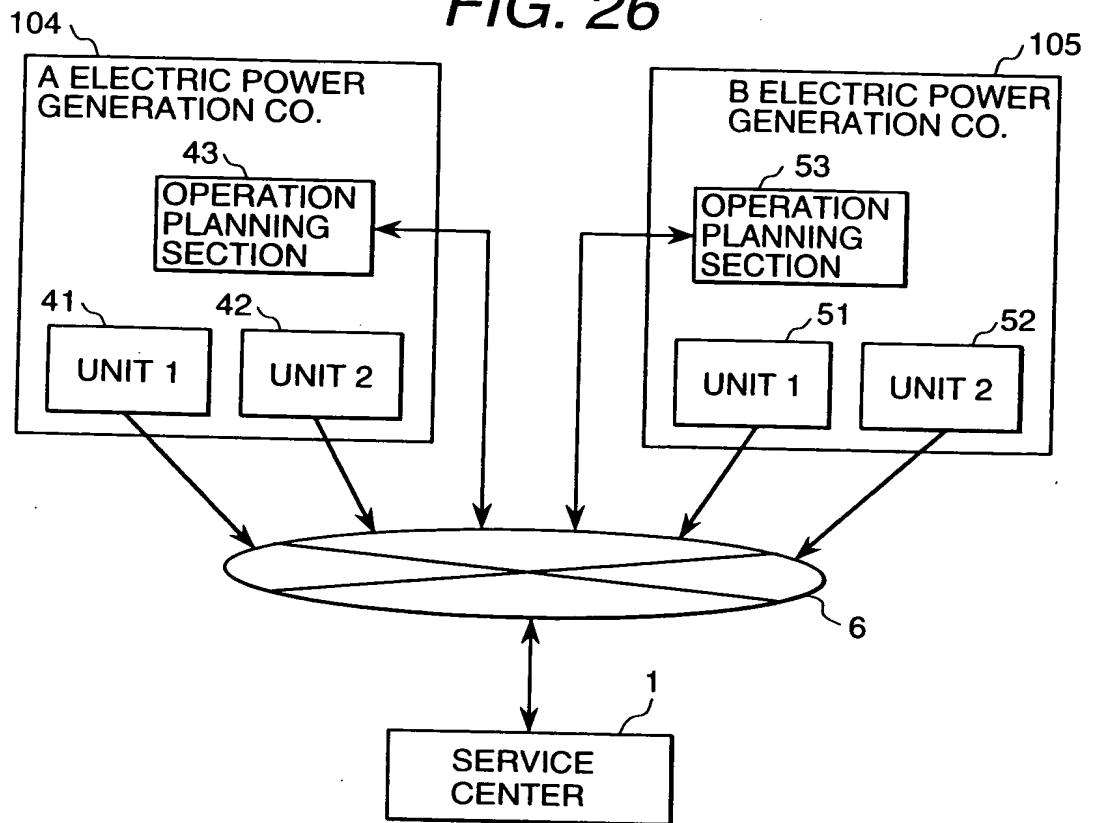 FIG. 26
104
A ELECTRIC POWER
GENERATION CO.
43
OPERATION
PLANNING
SECTION
41
UNIT 1
42
UNIT 2
105
B ELECTRIC POWER
GENERATION CO.
53
OPERATION
PLANNING
SECTION
51
UNIT 1
52
UNIT 2
6
1
SERVICE
CENTER